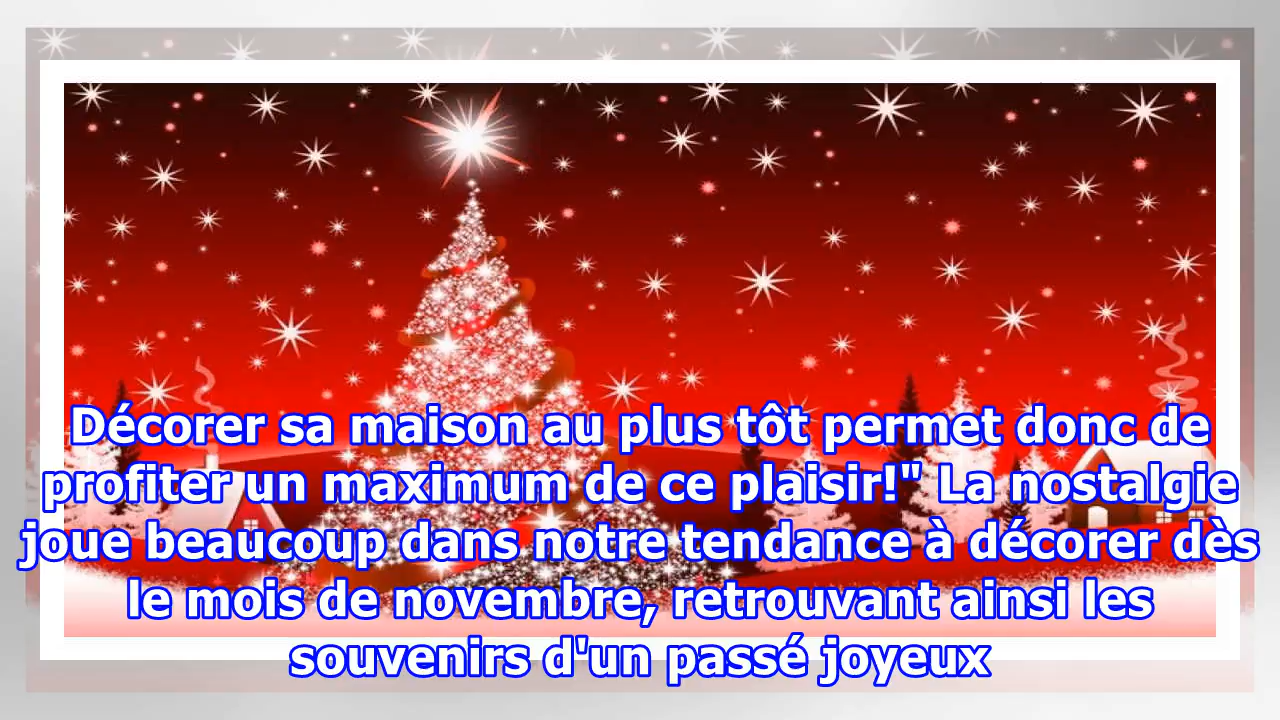 Décorer sa maison au plus tôt permet donc de
profiter un maximum de ce plaisir!" La nostalgie
joue beaucoup dans notre tendance à décorer dès
le mois de novembre, retrouvant ainsi les
souvenirs d'un passé joyeux